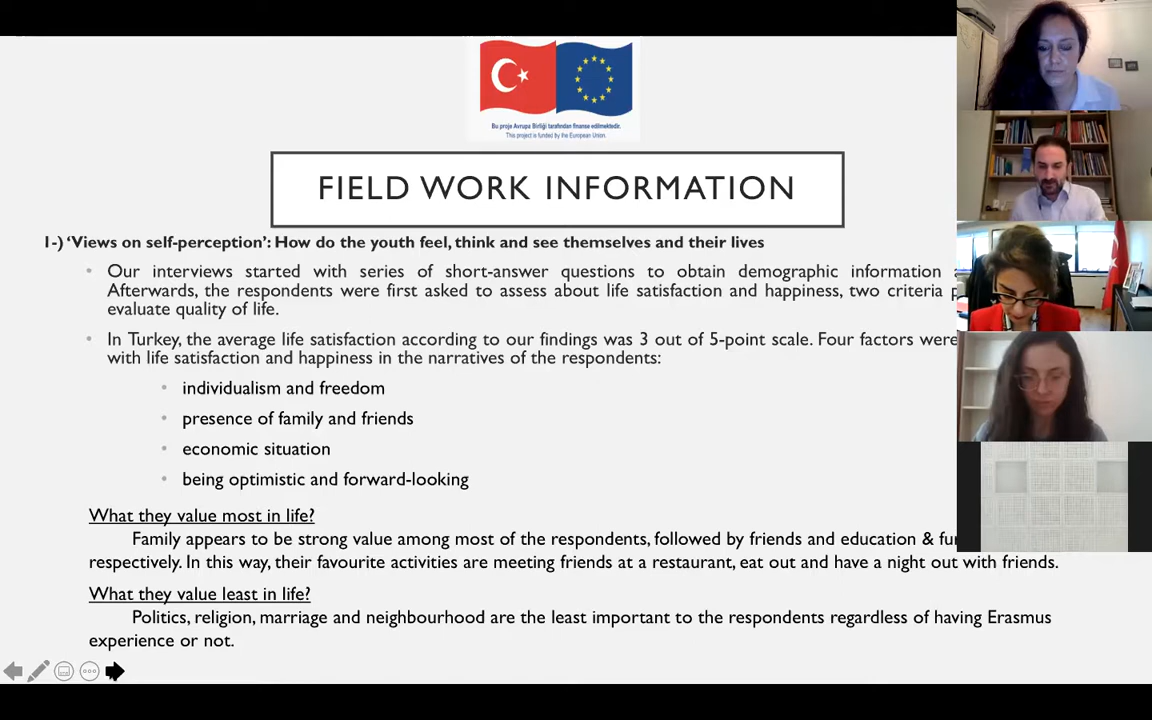 Bu proje Avrupa Birliği tarafından finanse edilmektedir.
This project is funded by the European Union.
FIELD WORK INFORMATION
1-) ‘Views on self-perception’: How do the youth feel, think and see themselves and their lives
• Our interviews started with series of short-answer questions to obtain demographic information
Afterwards, the respondents were first asked to assess about life satisfaction and happiness, two criteria
evaluate quality of life.
• In Turkey, the average life satisfaction according to our findings was 3 out of 5-point scale. Four factors were
with life satisfaction and happiness in the narratives of the respondents:
• individualism and freedom
• presence of family and friends
• economic situation
• being optimistic and forward-looking
What they value most in life?
Family appears to be strong value among most of the respondents, followed by friends and education &
respectively. In this way, their favourite activities are meeting friends at a restaurant, eat out and have a night out with friends.
What they value least in life?
Politics, religion, marriage and neighbourhood are the least important to the respondents regardless of having Erasmus
experience or not.